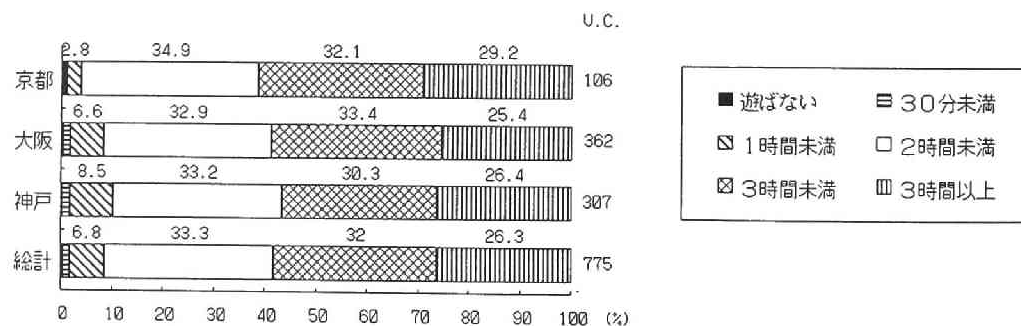 U.C.
2.8 34.9 32.1 29.2
京都 106
6.6 32.9 33.4 25.4
大阪 362
8.5 33.2 30.3 26.4
神戸 307
6.8 33.3 32 26.3
総計 775
0 10 20 30 40 50 60 70 80 90 100 (%)
遊ばない 30分未満
1時間未満 2時間未満
3時間未満 3時間以上